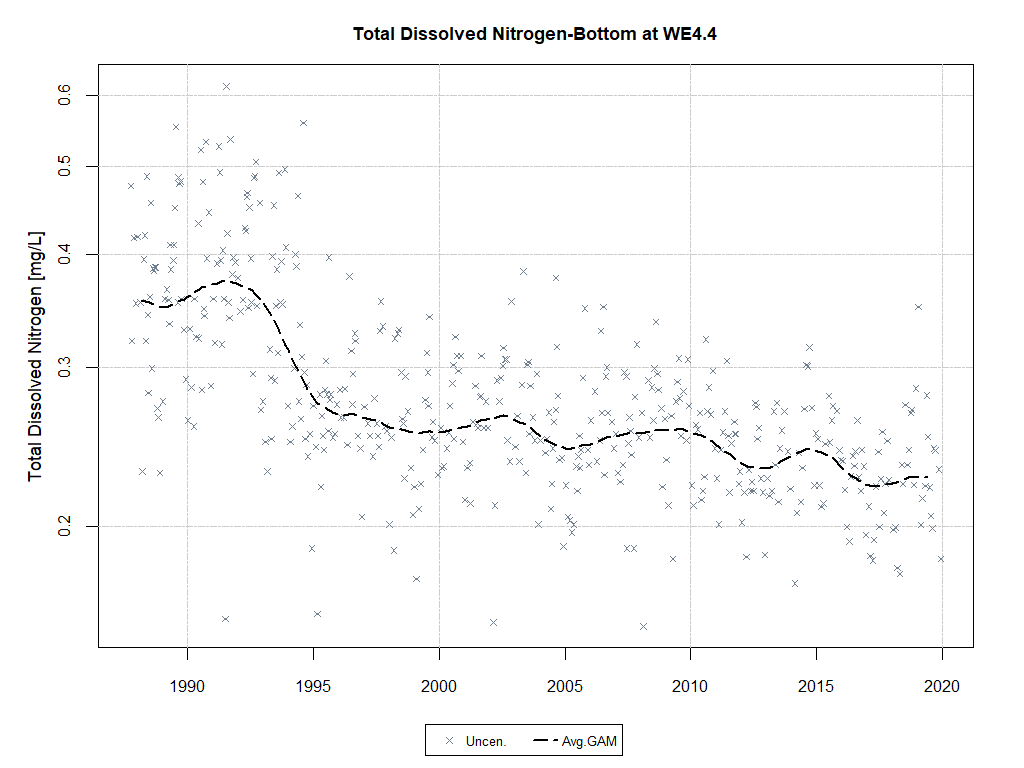 Total Dissolved Nitrogen-Bottom at WE4.4
Total Dissolved Nitrogen [mg/L]
0.6
0.5
0.4
0.3
0.2
1990 1995 2000 2005 2010 2015 2020
Uncen. Avg.GAM